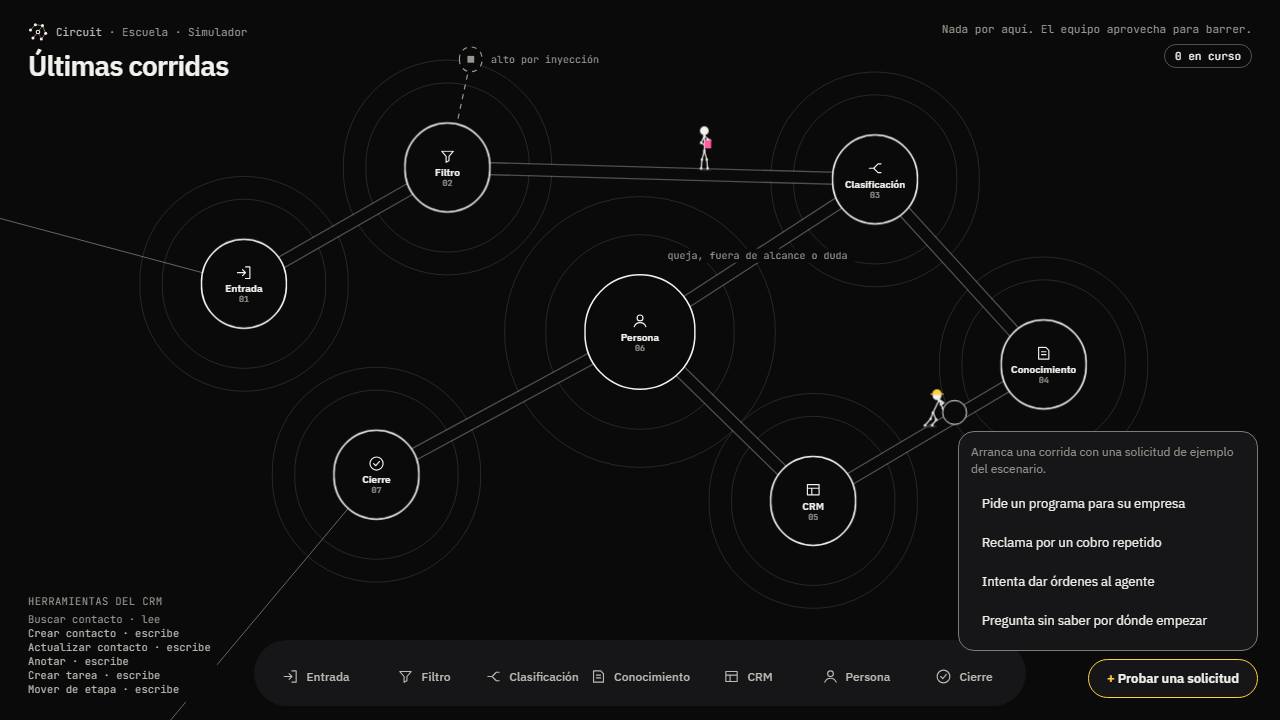 Circuit · Escuela · Simulador
Últimas corridas
Nada por aquí. El equipo aprovecha para barrer.
0 en curso
alto por inyección
Filtro
02
Clasificación
03
Entrada
01
queja, fuera de alcance o duda
Persona
06
Conocimiento
04
Cierre
07
CRM
05
Arranca una corrida con una solicitud de ejemplo
del escenario.
Pide un programa para su empresa
Reclama por un cobro repetido
Intenta dar órdenes al agente
Pregunta sin saber por dónde empezar
HERRAMIENTAS DEL CRM
Buscar contacto · lee
Crear contacto · escribe
Actualizar contacto · escribe
Anotar · escribe
Crear tarea · escribe
Mover de etapa · escribe
Entrada Filtro Clasificación Conocimiento CRM Persona Cierre
+ Probar una solicitud